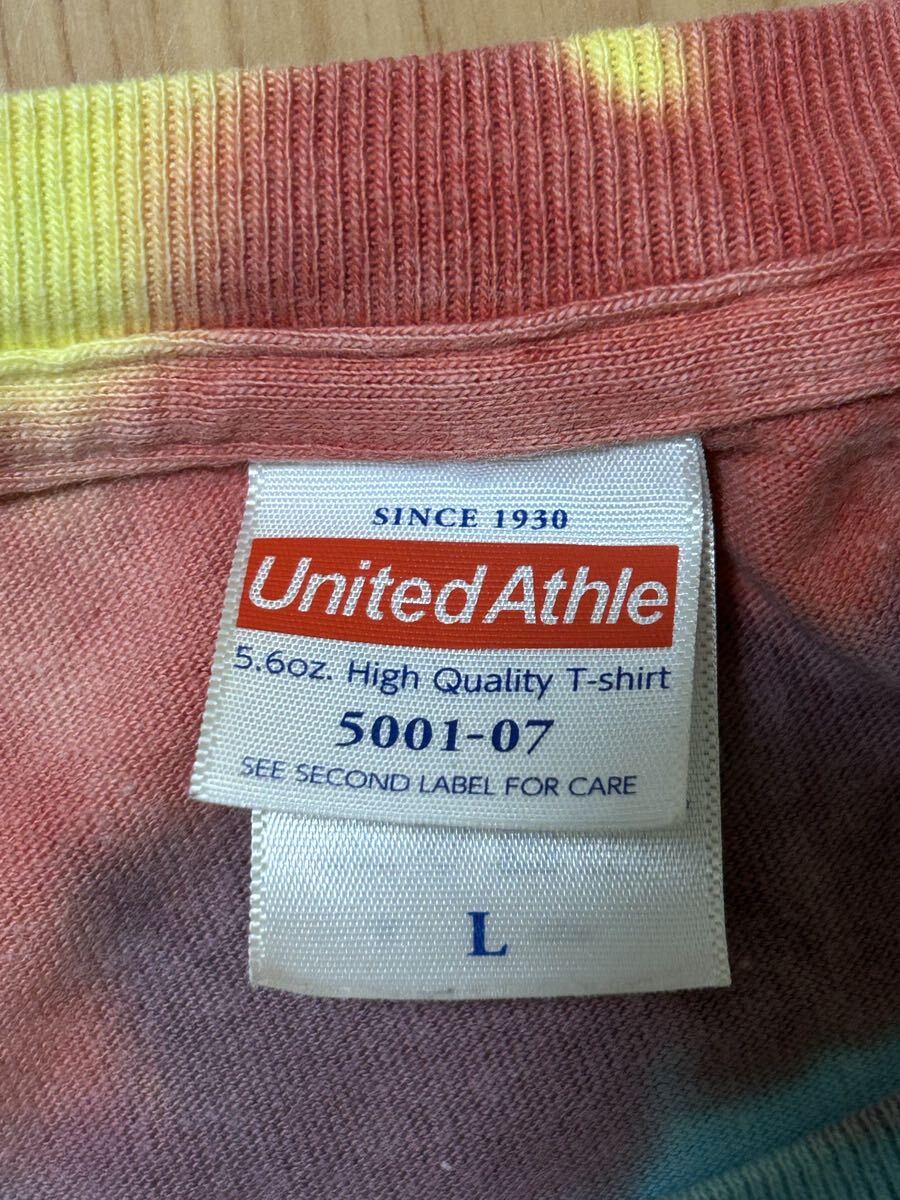 SINCE 1930
United Athle
5.6oz. High Quality T-shirt
5001-07
SEE SECOND LABEL FOR CARE
L